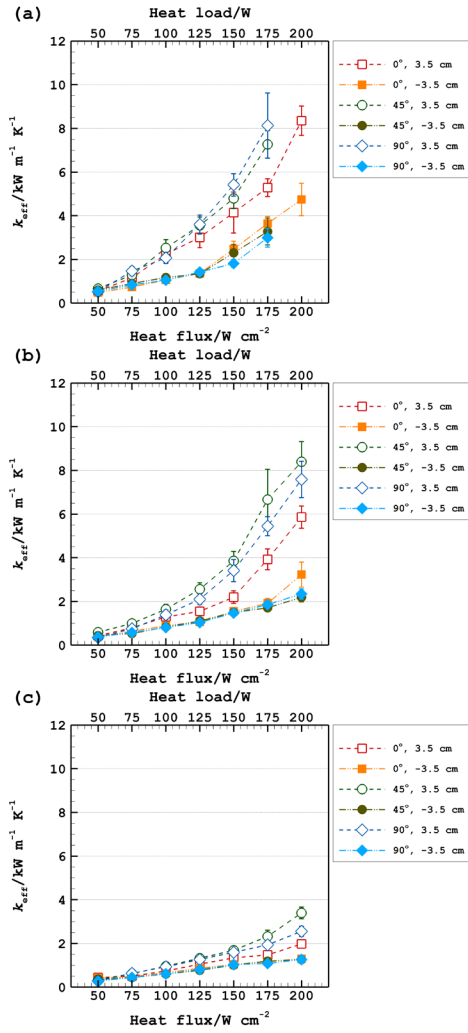 (a)
Heat load/W
50 75 100 125 150 175 200
12
10
8
6
4
2
0
k_eff/kW m⁻¹ K⁻¹
50 75 100 125 150 175 200
Heat flux/W cm⁻²
0°, 3.5 cm
0°, -3.5 cm
45°, 3.5 cm
45°, -3.5 cm
90°, 3.5 cm
90°, -3.5 cm
(b)
Heat load/W
50 75 100 125 150 175 200
12
10
8
6
4
2
0
k_eff/kW m⁻¹ K⁻¹
50 75 100 125 150 175 200
Heat flux/W cm⁻²
0°, 3.5 cm
0°, -3.5 cm
45°, 3.5 cm
45°, -3.5 cm
90°, 3.5 cm
90°, -3.5 cm
(c)
Heat load/W
50 75 100 125 150 175 200
12
10
8
6
4
2
0
k_eff/kW m⁻¹ K⁻¹
50 75 100 125 150 175 200
Heat flux/W cm⁻²
0°, 3.5 cm
0°, -3.5 cm
45°, 3.5 cm
45°, -3.5 cm
90°, 3.5 cm
90°, -3.5 cm